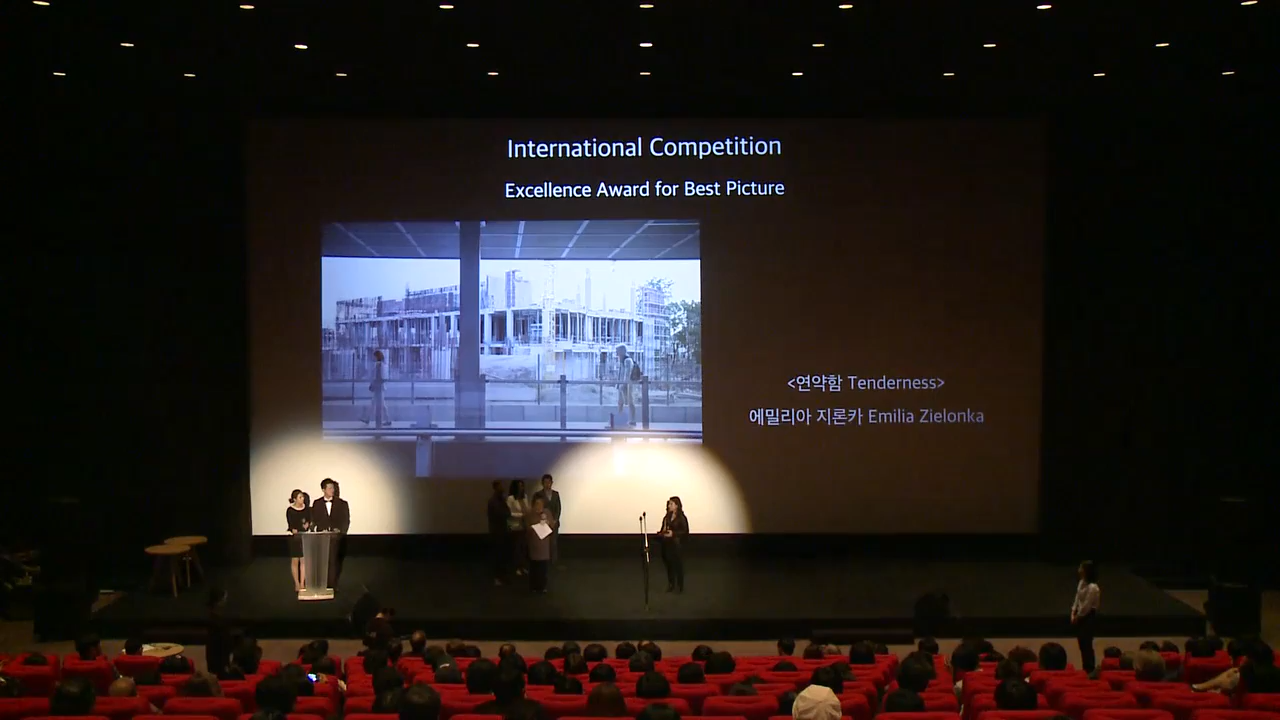 International Competition
Excellence Award for Best Picture
<연약함 Tenderness>
에밀리아 지론카 Emilia Zielonka